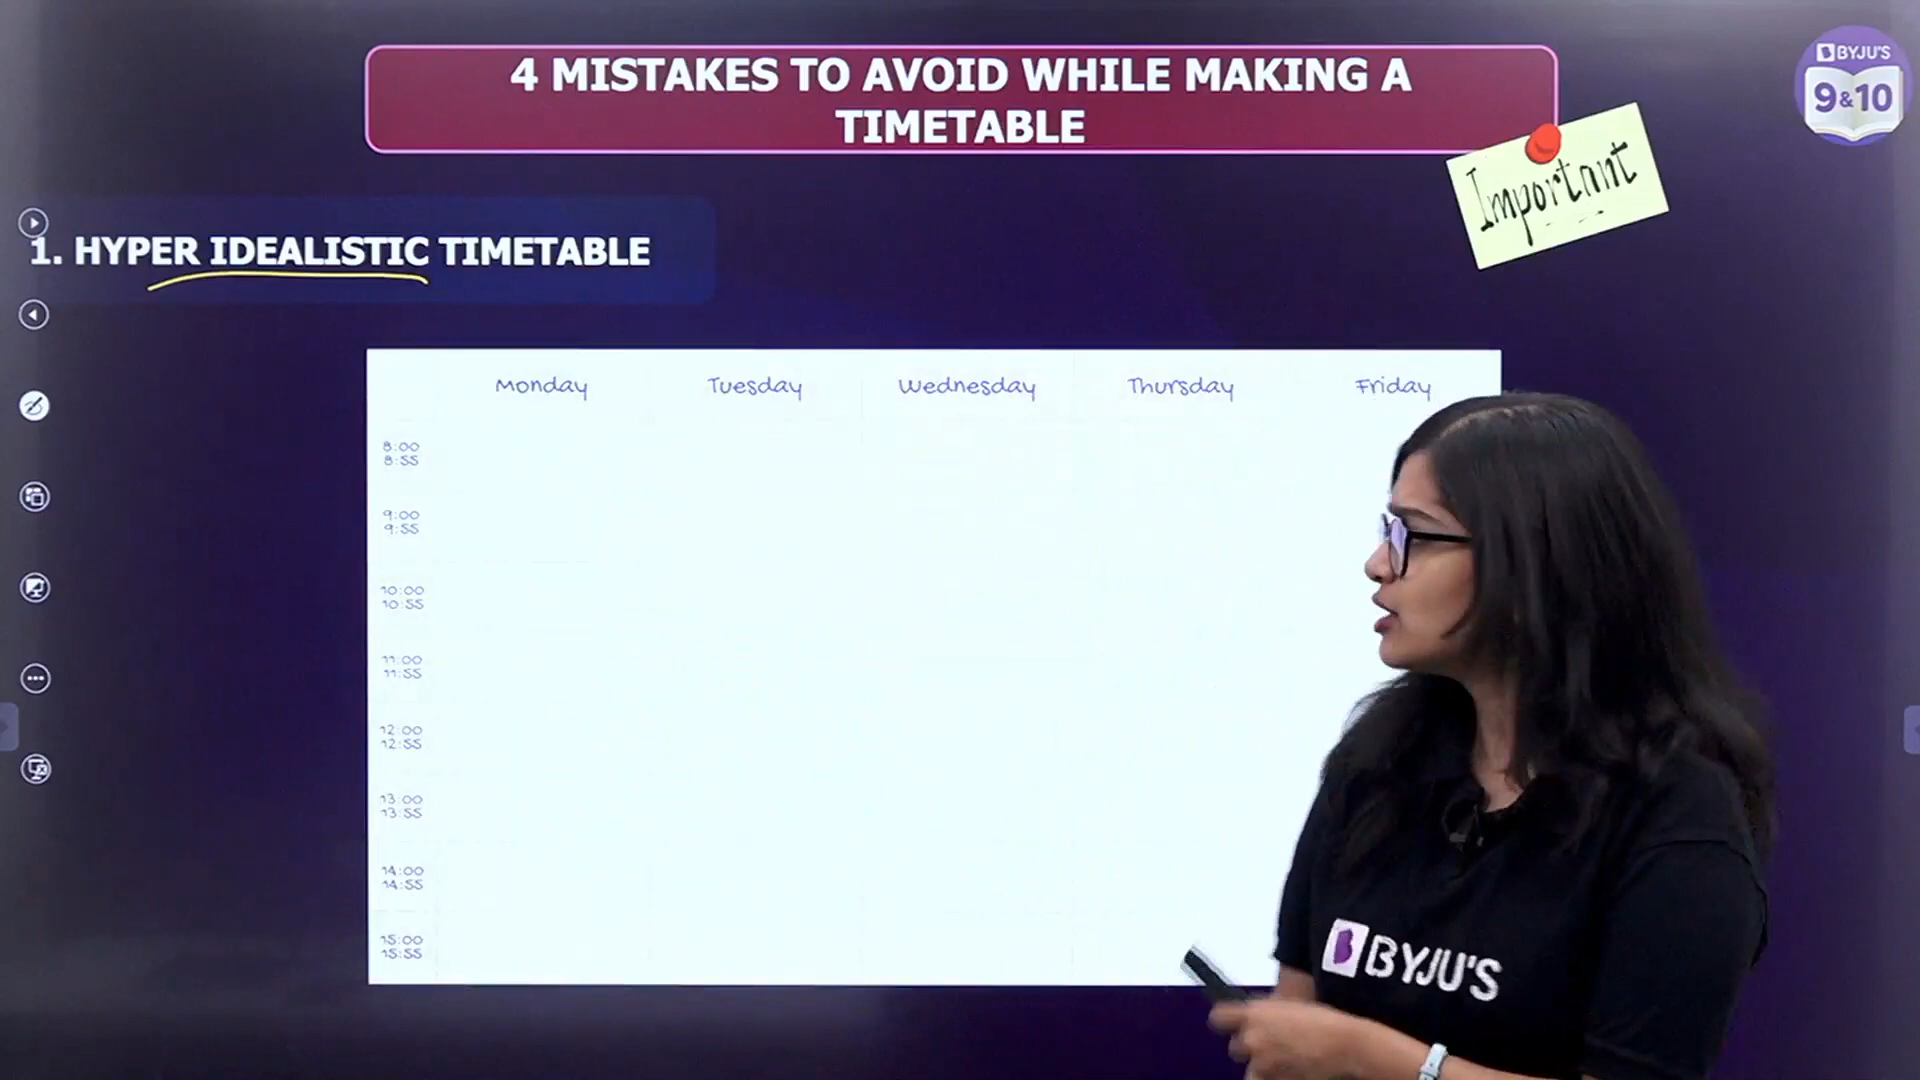 4 MISTAKES TO AVOID WHILE MAKING A
TIMETABLE
BYJU'S
9&10
Important
1. HYPER IDEALISTIC TIMETABLE
Monday Tuesday Wednesday Thursday Friday
8:00
8:55
9:00
9:55
10:00
10:55
11:00
11:55
12:00
12:55
13:00
13:55
14:00
14:55
15:00
15:55
BYJU'S